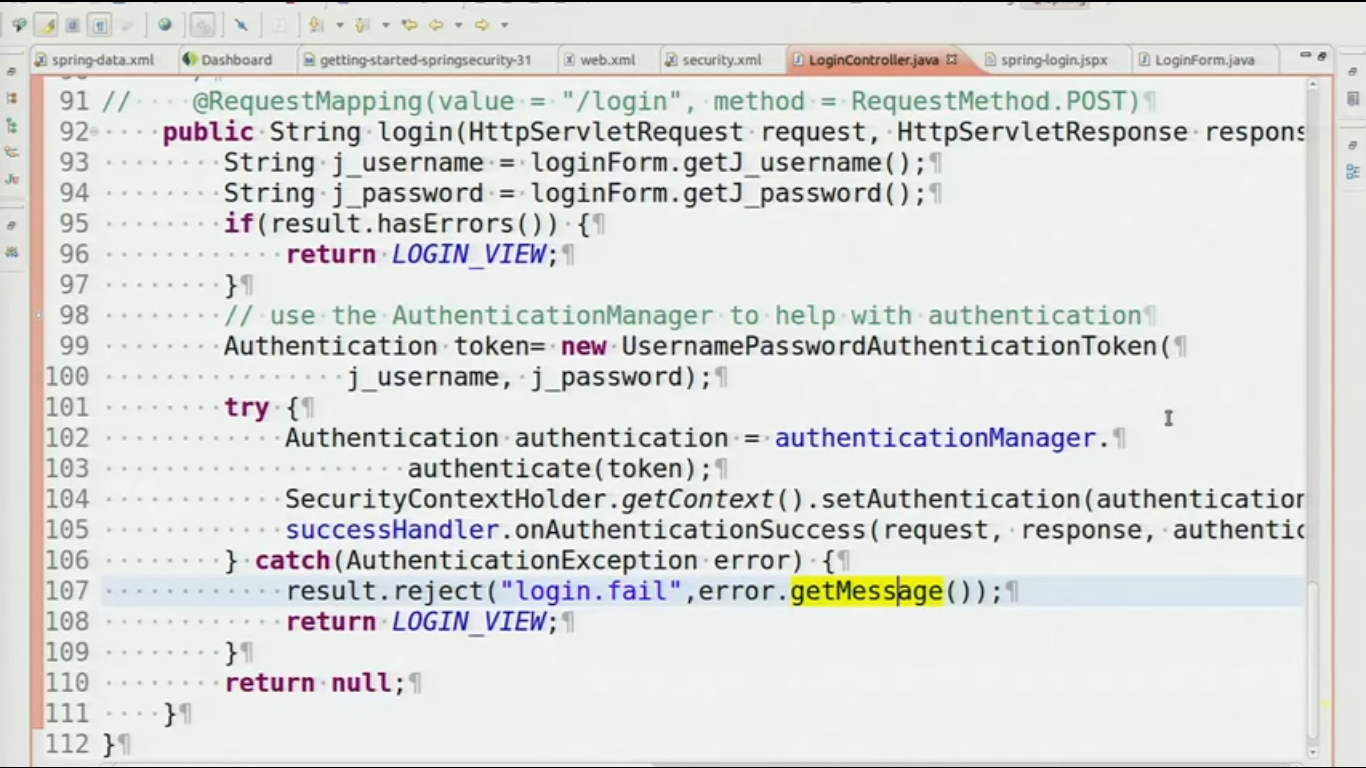 spring-data.xml Dashboard getting-started-springsecurity-31 web.xml security.xml LoginController.java spring-login.jspx LoginForm.java
91 // @RequestMapping(value = "/login", method = RequestMethod.POST)¶
92 public String login(HttpServletRequest request, HttpServletResponse respons
93 String j_username = loginForm.getJ_username();¶
94 String j_password = loginForm.getJ_password();¶
95 if(result.hasErrors()) {¶
96 return LOGIN_VIEW;¶
97 }¶
98 // use the AuthenticationManager to help with authentication¶
99 Authentication token= new UsernamePasswordAuthenticationToken(¶
100 j_username, j_password);¶
101 try {¶
102 Authentication authentication = authenticationManager.¶
103 authenticate(token);¶
104 SecurityContextHolder.getContext().setAuthentication(authentication
105 successHandler.onAuthenticationSuccess(request, response, authentic
106 } catch(AuthenticationException error) {¶
107 result.reject("login.fail",error.getMessage());¶
108 return LOGIN_VIEW;¶
109 }¶
110 return null;¶
111 }¶
112 }¶